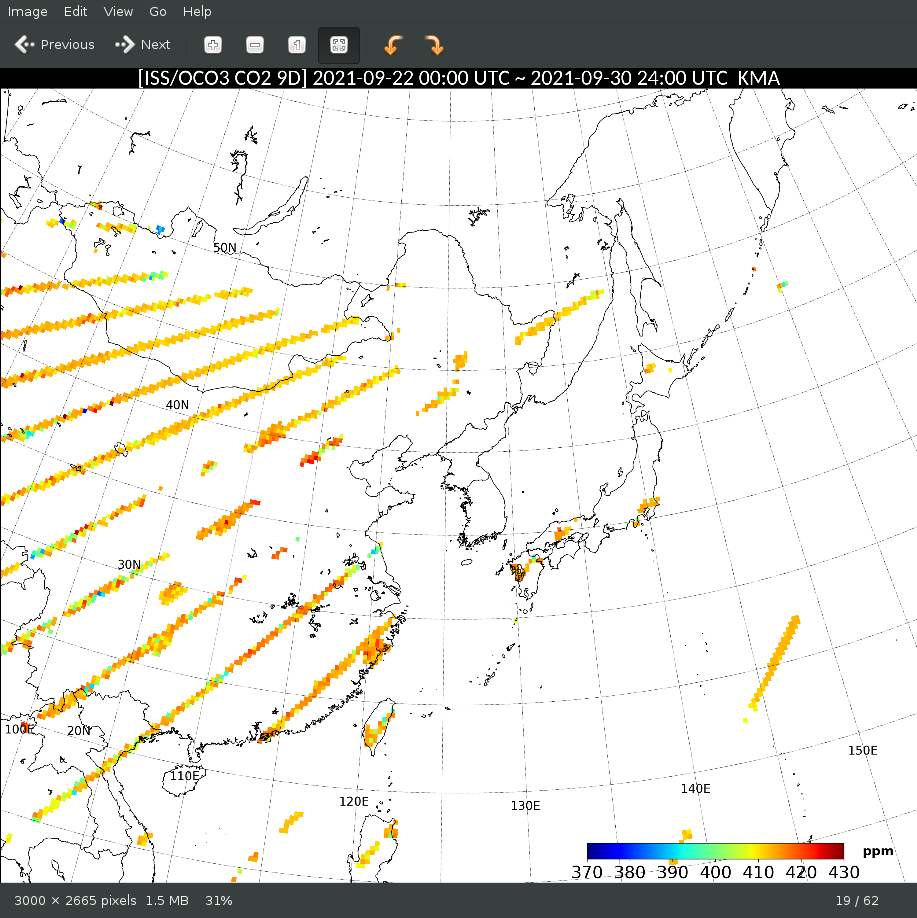 Image Edit View Go Help
Previous Next
[ISS/OCO3 CO2 9D] 2021-09-22 00:00 UTC ~ 2021-09-30 24:00 UTC KMA
50N
40N
30N
100E 20N
150E
110E
140E
120E
130E
ppm
370 380 390 400 410 420 430
3000 × 2665 pixels 1.5 MB 31% 19 / 62